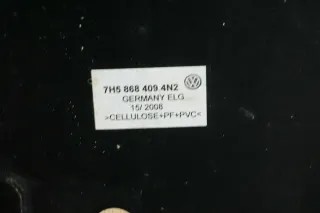 7H5 868 409 4N2
GERMANY ELG
15/ 2008
>CELLULOSE+PF+PVC<